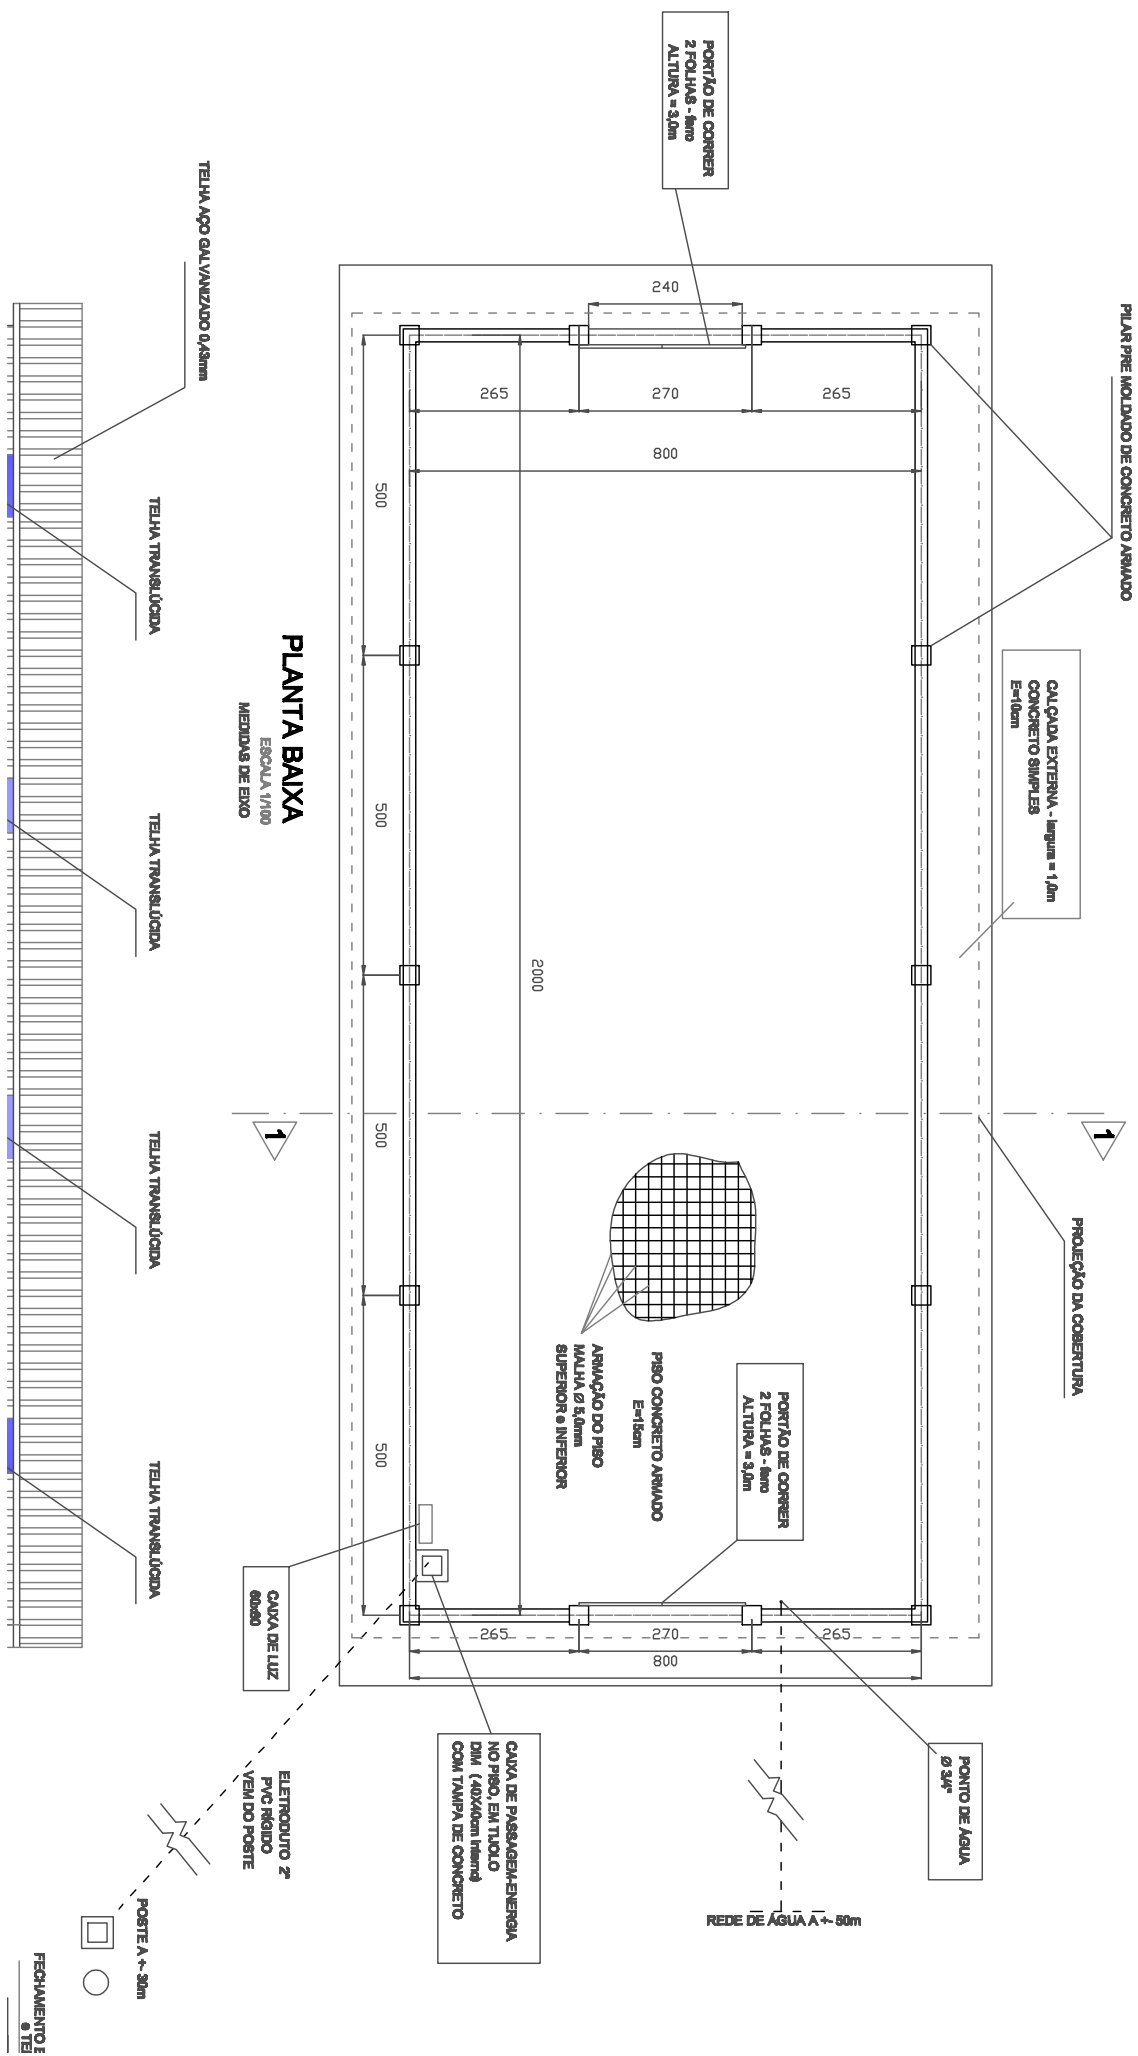 PORTÃO DE CORRER
2 FOLHAS - ferro
ALTURA = 3,0m
PILAR PRE MOLDADO DE CONCRETO ARMADO
TELHA AÇO GALVANIZADO 0,43mm
240
265
270
265
800
500
500
500
500
2000
CALÇADA EXTERNA - largura = 1,0m
CONCRETO SIMPLES
E=10cm
PLANTA BAIXA
ESCALA 1/100
MEDIDAS DE EIXO
TELHA TRANSLÚCIDA
TELHA TRANSLÚCIDA
TELHA TRANSLÚCIDA
TELHA TRANSLÚCIDA
1
1
PROJEÇÃO DA COBERTURA
PISO CONCRETO ARMADO
E=15cm
ARMAÇÃO DO PISO
MALHA Ø 5,0mm
SUPERIOR e INFERIOR
PORTÃO DE CORRER
2 FOLHAS - ferro
ALTURA = 3,0m
265
270
265
800
CAIXA DE LUZ
CAIXA DE PASSAGEM-ENERGIA
NO PISO, EM TIJOLO
DIM (40X40cm interno)
COM TAMPA DE CONCRETO
PONTO DE ÁGUA
Ø 3/4"
REDE DE ÁGUA A +- 50m
ELETRODUTO 2"
PVC RÍGIDO
VEM DO POSTE
POSTE A +- 30m
FECHAMENTO